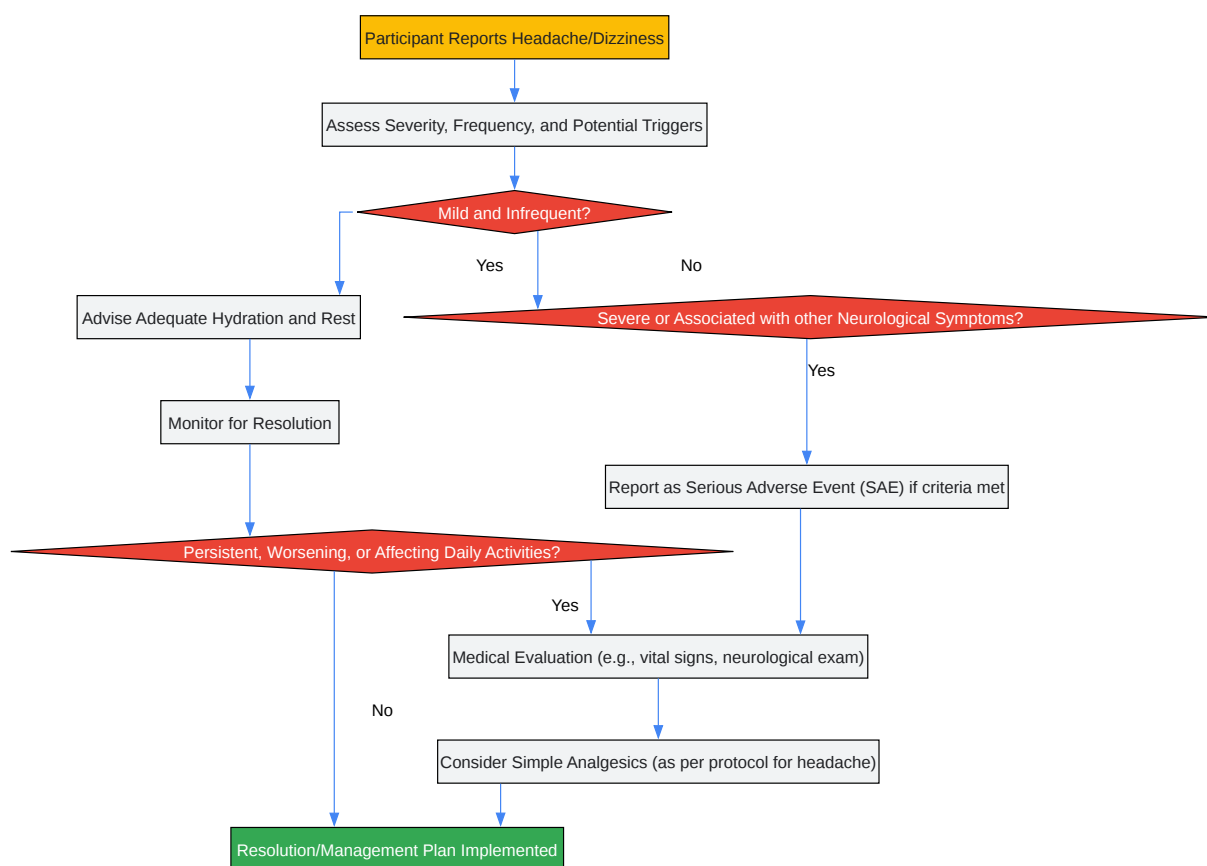 Participant Reports Headache/Dizziness
Assess Severity, Frequency, and Potential Triggers
Mild and Infrequent?
Yes
No
Advise Adequate Hydration and Rest
Severe or Associated with other Neurological Symptoms?
Yes
Monitor for Resolution
Report as Serious Adverse Event (SAE) if criteria met
Persistent, Worsening, or Affecting Daily Activities?
Yes
Medical Evaluation (e.g., vital signs, neurological exam)
No
Consider Simple Analgesics (as per protocol for headache)
Resolution/Management Plan Implemented